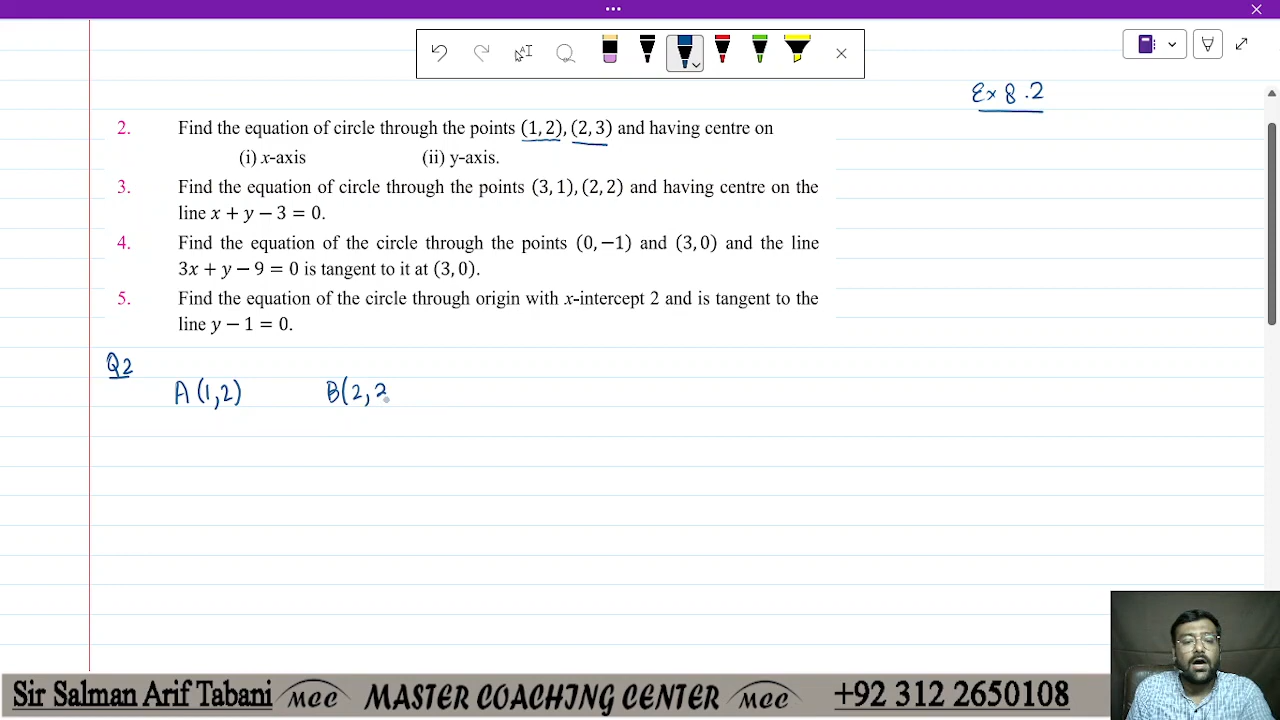 Ex 8.2
2. Find the equation of circle through the points (1, 2), (2, 3) and having centre on
(i) x-axis (ii) y-axis.
3. Find the equation of circle through the points (3, 1), (2, 2) and having centre on the
line x + y − 3 = 0.
4. Find the equation of the circle through the points (0, −1) and (3, 0) and the line
3x + y − 9 = 0 is tangent to it at (3, 0).
5. Find the equation of the circle through origin with x-intercept 2 and is tangent to the
line y − 1 = 0.
Q2
A (1,2) B(2,3
Sir Salman Arif Tabani MCC MASTER COACHING CENTER MCC +92 312 2650108